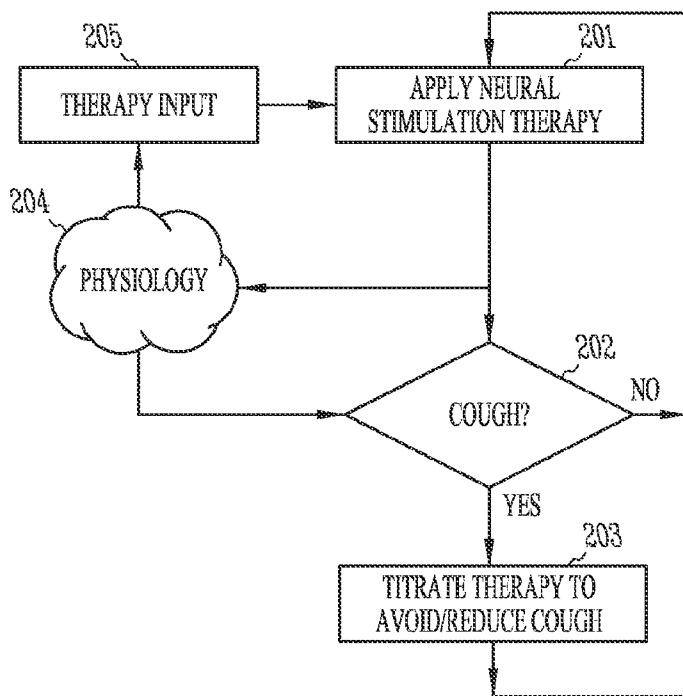 205
201
THERAPY INPUT
APPLY NEURAL
STIMULATION THERAPY
204
PHYSIOLOGY
202
COUGH?
NO
YES
203
TITRATE THERAPY TO
AVOID/REDUCE COUGH